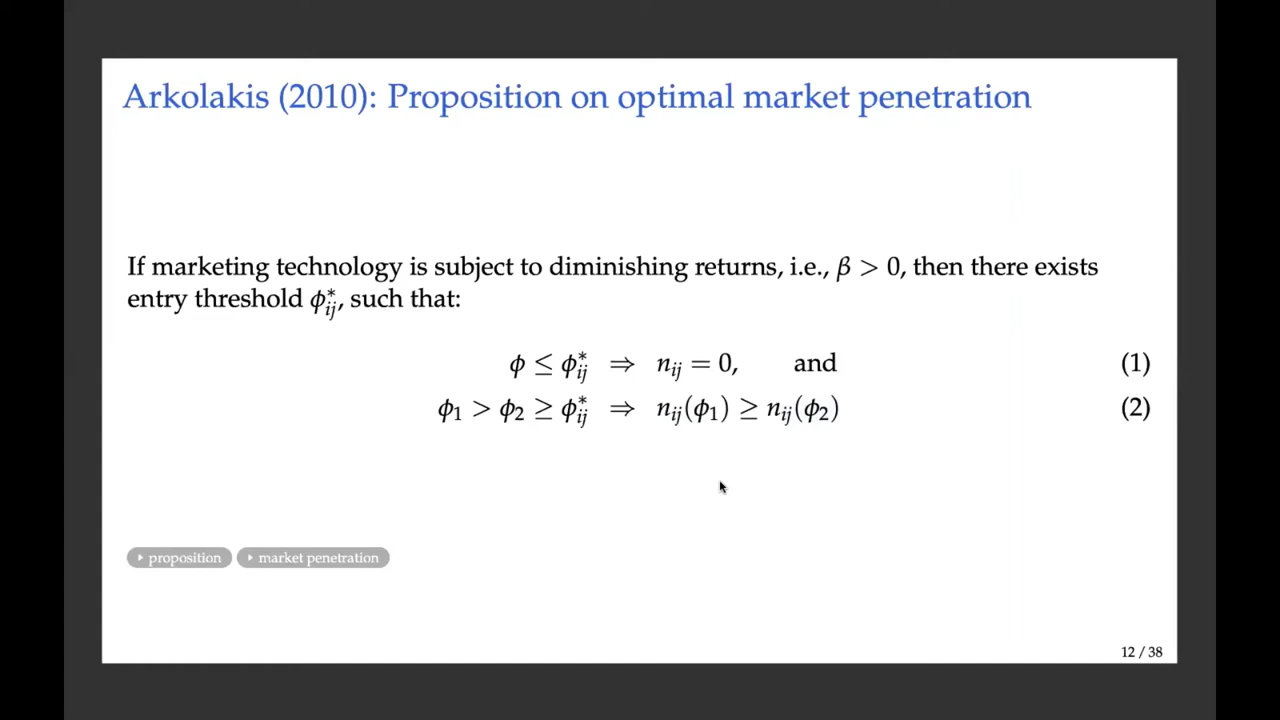 Arkolakis (2010): Proposition on optimal market penetration
If marketing technology is subject to diminishing returns, i.e., β > 0, then there exists
entry threshold ϕ*ij, such that:
ϕ ≤ ϕ*ij ⇒ nij = 0, and (1)
ϕ1 > ϕ2 ≥ ϕ*ij ⇒ nij(ϕ1) ≥ nij(ϕ2) (2)
proposition market penetration
12 / 38